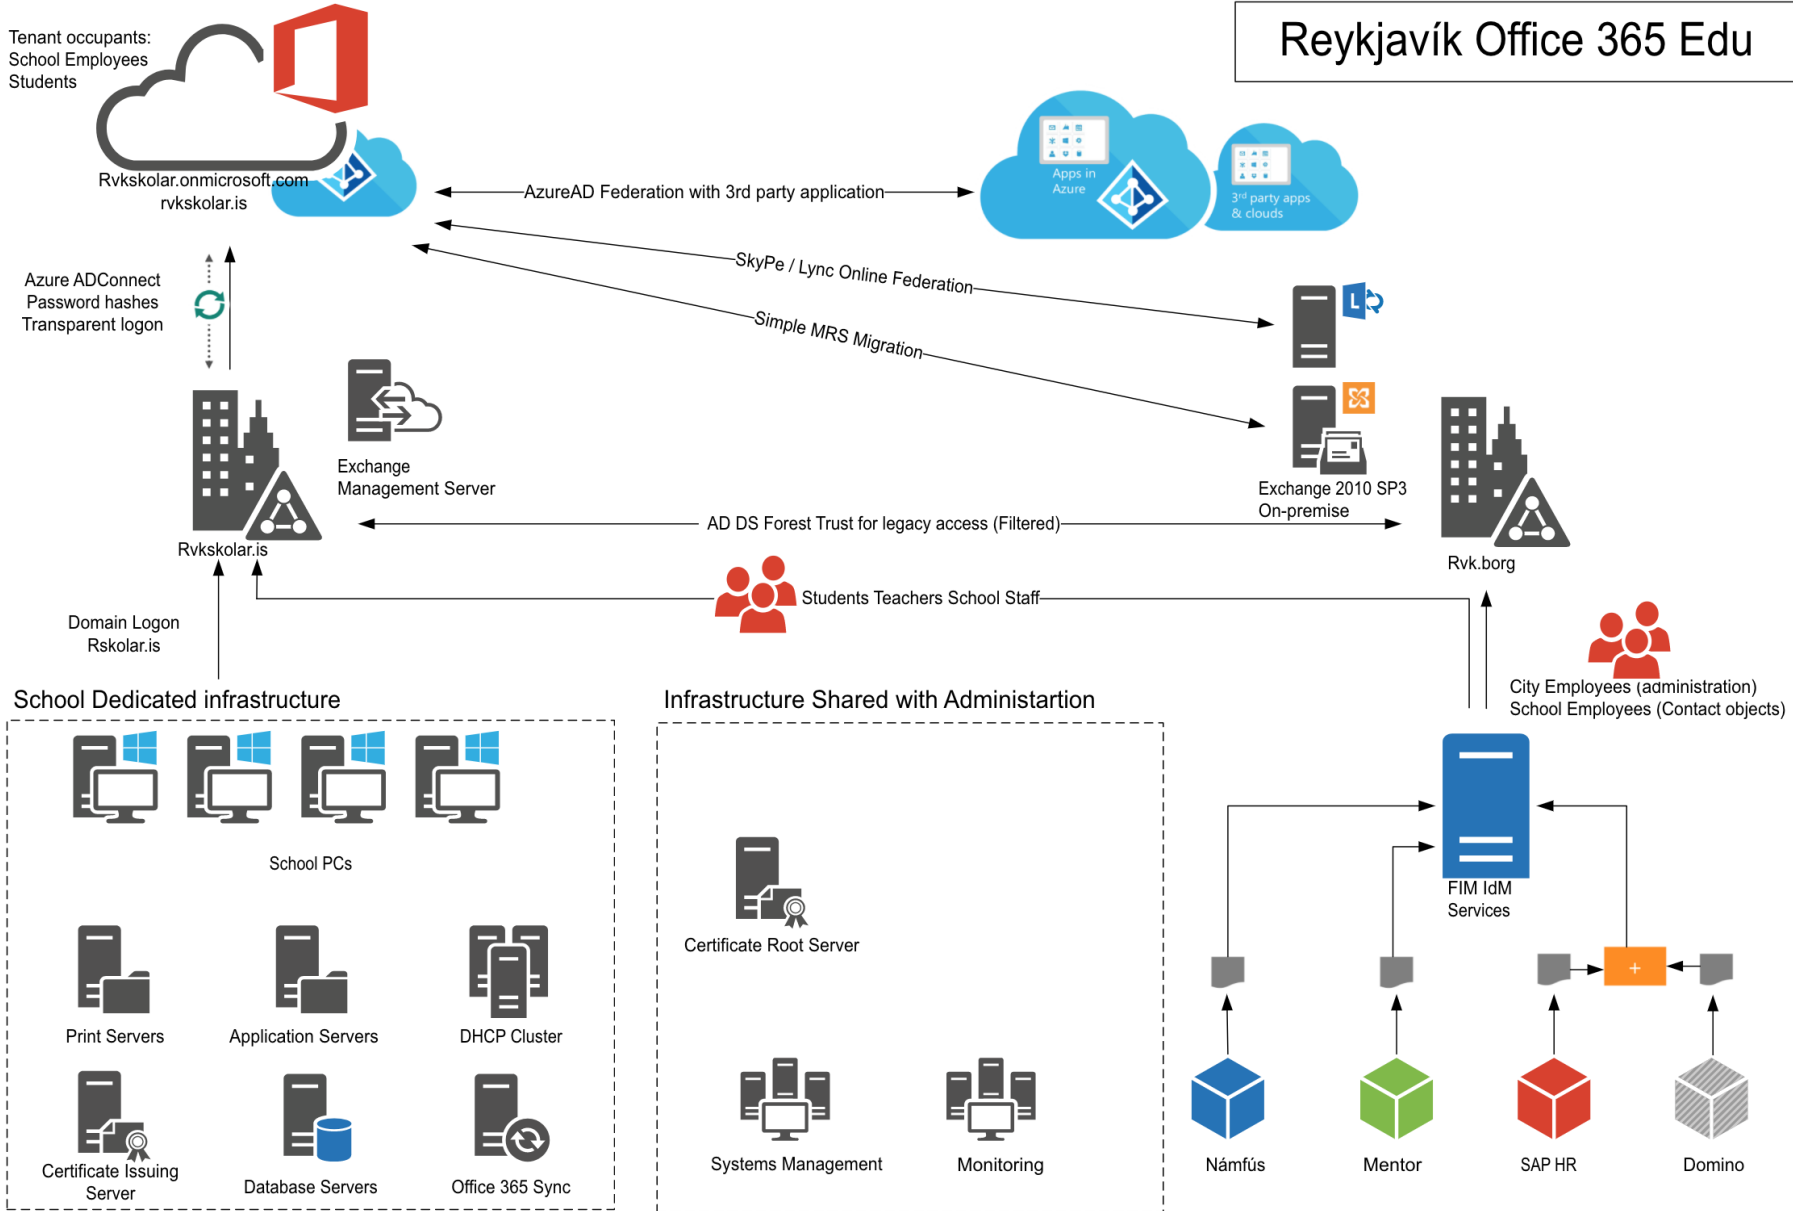 Tenant occupants:
School Employees
Students
Reykjavík Office 365 Edu
Rvkskolar.onmicrosoft.com
rvkskolar.is
AzureAD Federation with 3rd party application
Apps in
Azure
3rd party apps
& clouds
SkyPe / Lync Online Federation
Simple MRS Migration
Azure ADConnect
Password hashes
Transparent logon
L
Exchange
Management Server
Exchange 2010 SP3
On-premise
AD DS Forest Trust for legacy access (Filtered)
Rvkskolar.is
Rvk.borg
Students Teachers School Staff
Domain Logon
Rskolar.is
City Employees (administration)
School Employees (Contact objects)
School Dedicated infrastructure
Infrastructure Shared with Administartion
School PCs
FIM IdM
Services
Certificate Root Server
+
Print Servers
Application Servers
DHCP Cluster
Certificate Issuing
Server
Database Servers
Office 365 Sync
Systems Management
Monitoring
Námfús
Mentor
SAP HR
Domino